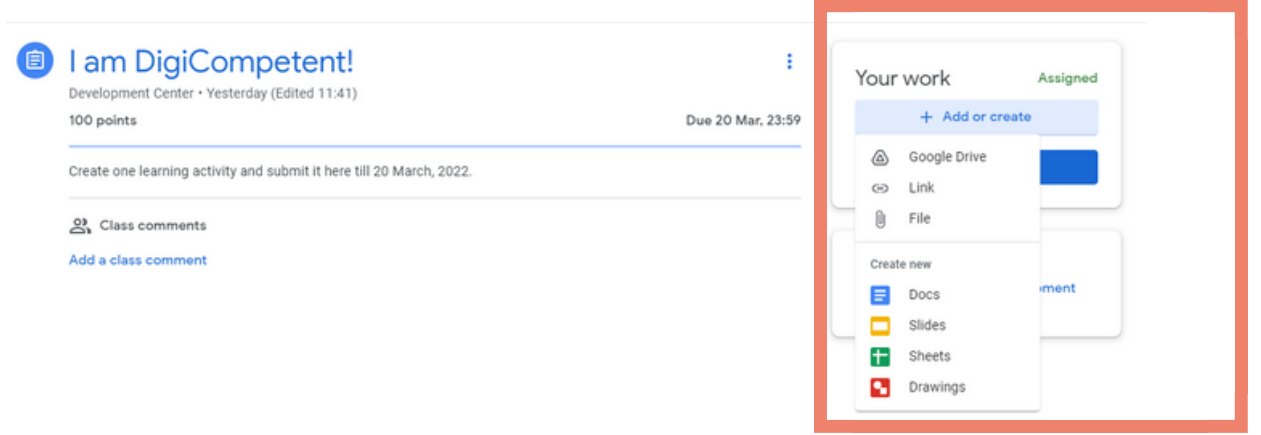 I am DigiCompetent!
Development Center • Yesterday (Edited 11:41)
100 points
Due 20 Mar, 23:59
Create one learning activity and submit it here till 20 March, 2022.
Class comments
Add a class comment
Your work
Assigned
+ Add or create
Google Drive
Link
File
Create new
Docs
Slides
Sheets
Drawings